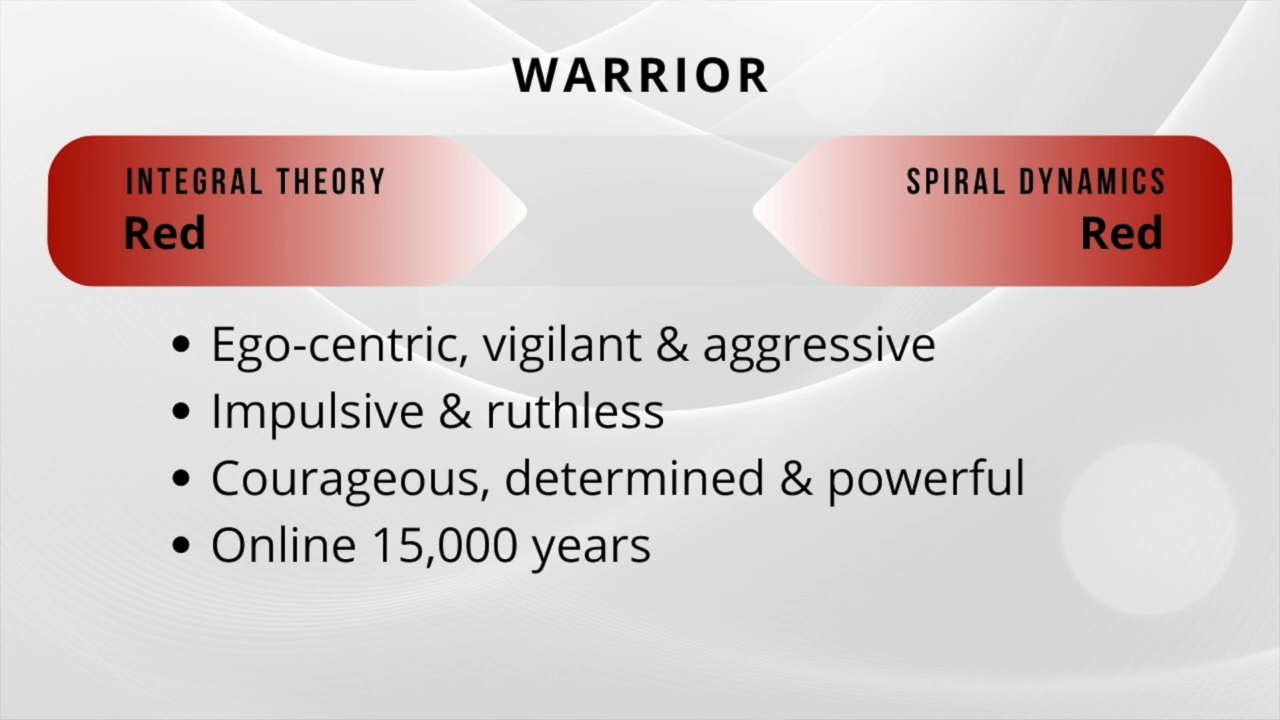 WARRIOR
INTEGRAL THEORY
Red
SPIRAL DYNAMICS
Red
• Ego-centric, vigilant & aggressive
• Impulsive & ruthless
• Courageous, determined & powerful
• Online 15,000 years